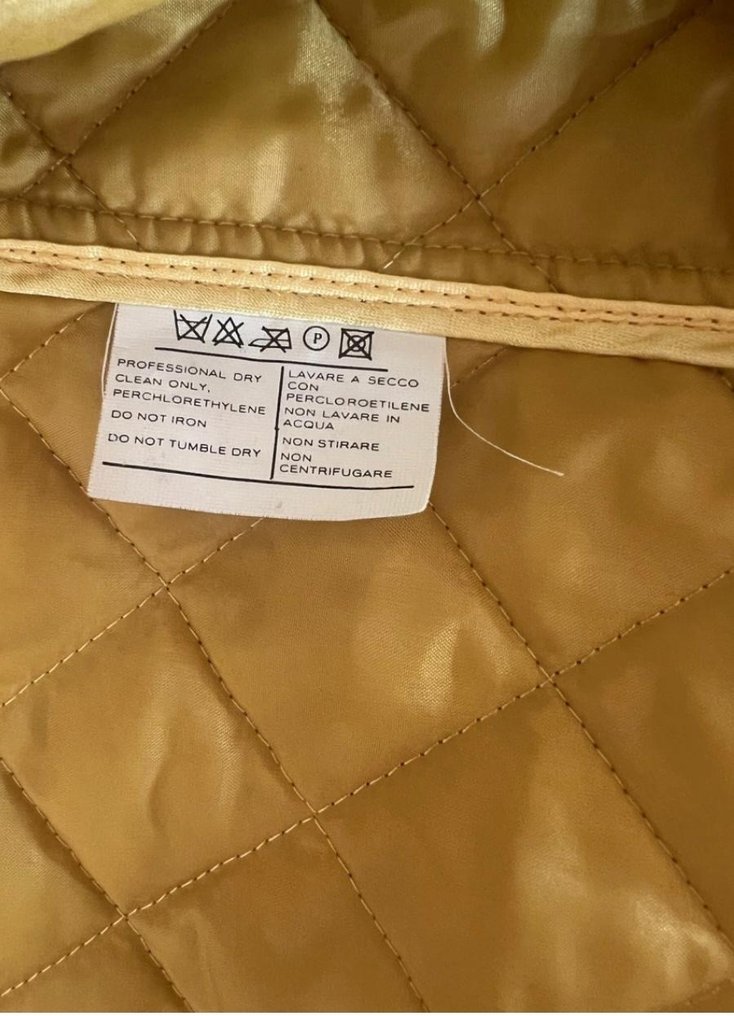 P
PROFESSIONAL DRY
CLEAN ONLY,
PERCHLORETHYLENE
DO NOT IRON
DO NOT TUMBLE DRY
LAVARE A SECCO
CON
PERCLOROETILENE
NON LAVARE IN
ACQUA
NON STIRARE
NON
CENTRIFUGARE